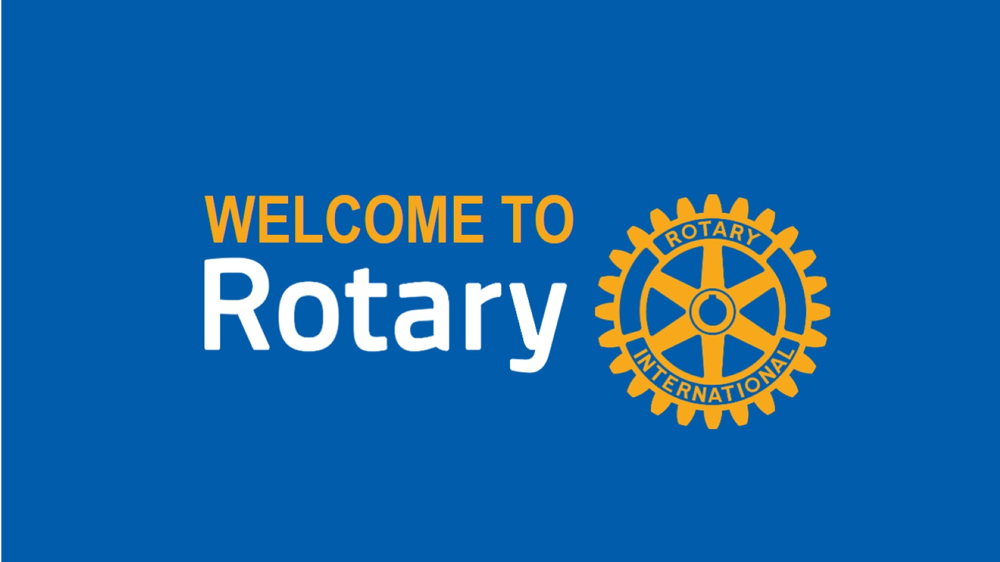 WELCOME TO
Rotary
ROTARY
INTERNATIONAL